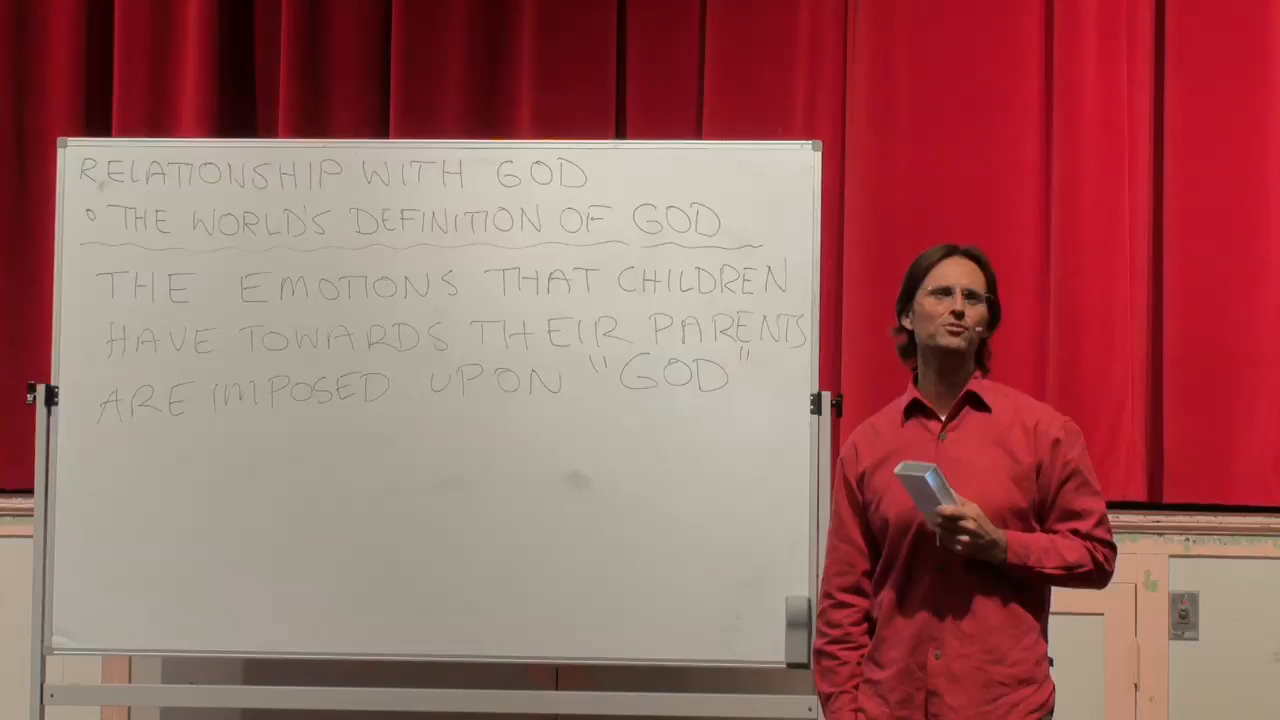 RELATIONSHIP WITH GOD
° THE WORLD'S DEFINITION OF GOD
THE EMOTIONS THAT CHILDREN
HAVE TOWARDS THEIR PARENTS
ARE IMPOSED UPON "GOD"